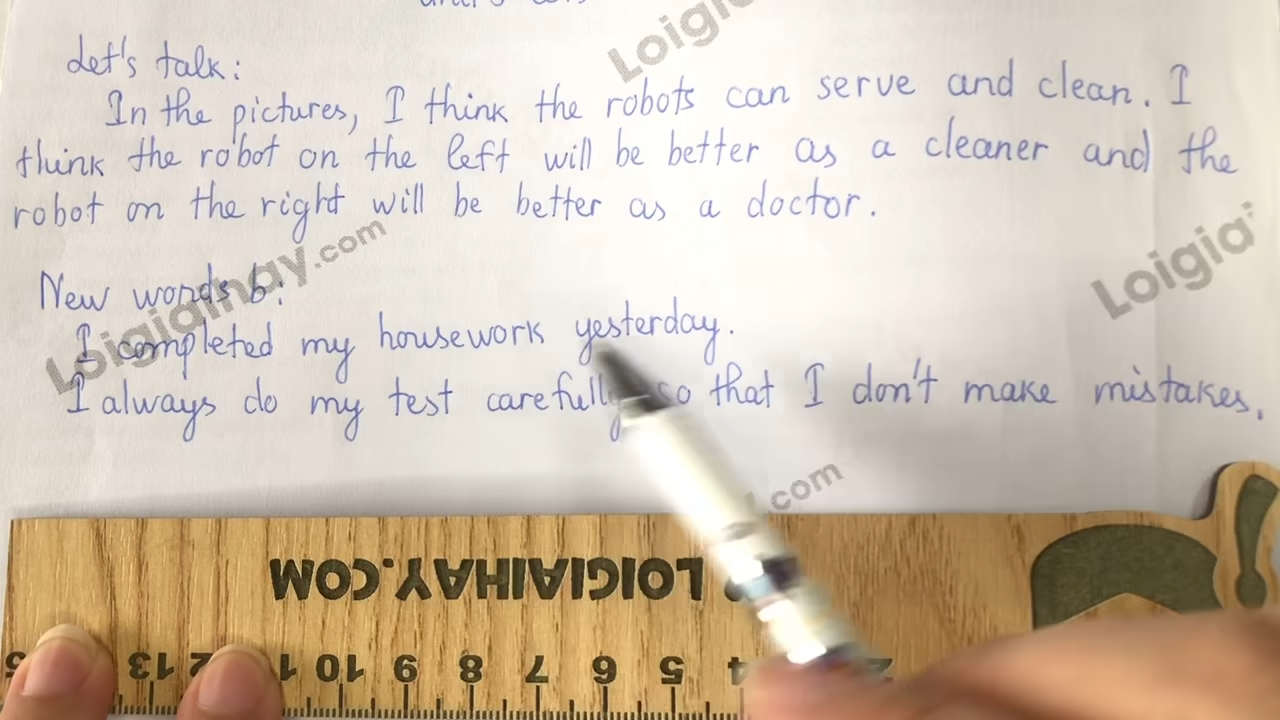 Let's talk:
In the pictures, I think the robots can serve and clean. I
think the robot on the left will be better as a cleaner and the
robot on the right will be better as a doctor.
New words b:
I completed my housework yesterday.
I always do my test carefully so that I don't make mistakes.
Loigiaihay.com
.com
LOIGIAIHAY.COM
13 12 11 10 9 8 7 6 5 4